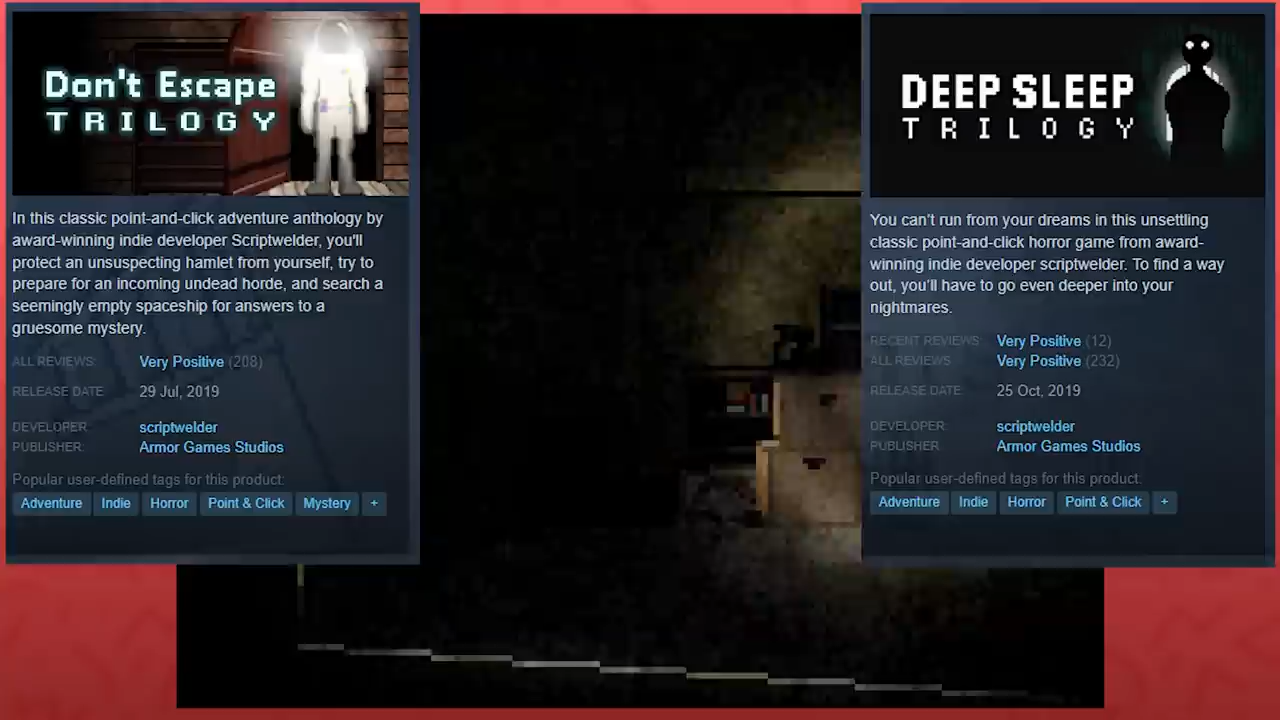 Don't Escape
TRILOGY
In this classic point-and-click adventure anthology by
award-winning indie developer Scriptwelder, you'll
protect an unsuspecting hamlet from yourself, try to
prepare for an incoming undead horde, and search a
seemingly empty spaceship for answers to a
gruesome mystery.
ALL REVIEWS: Very Positive (208)
RELEASE DATE: 29 Jul, 2019
DEVELOPER: scriptwelder
PUBLISHER: Armor Games Studios
Popular user-defined tags for this product:
Adventure Indie Horror Point & Click Mystery +
DEEP SLEEP
TRILOGY
You can't run from your dreams in this unsettling
classic point-and-click horror game from award-
winning indie developer scriptwelder. To find a way
out, you'll have to go even deeper into your
nightmares.
RECENT REVIEWS: Very Positive (12)
ALL REVIEWS: Very Positive (232)
RELEASE DATE: 25 Oct, 2019
DEVELOPER: scriptwelder
PUBLISHER: Armor Games Studios
Popular user-defined tags for this product:
Adventure Indie Horror Point & Click +